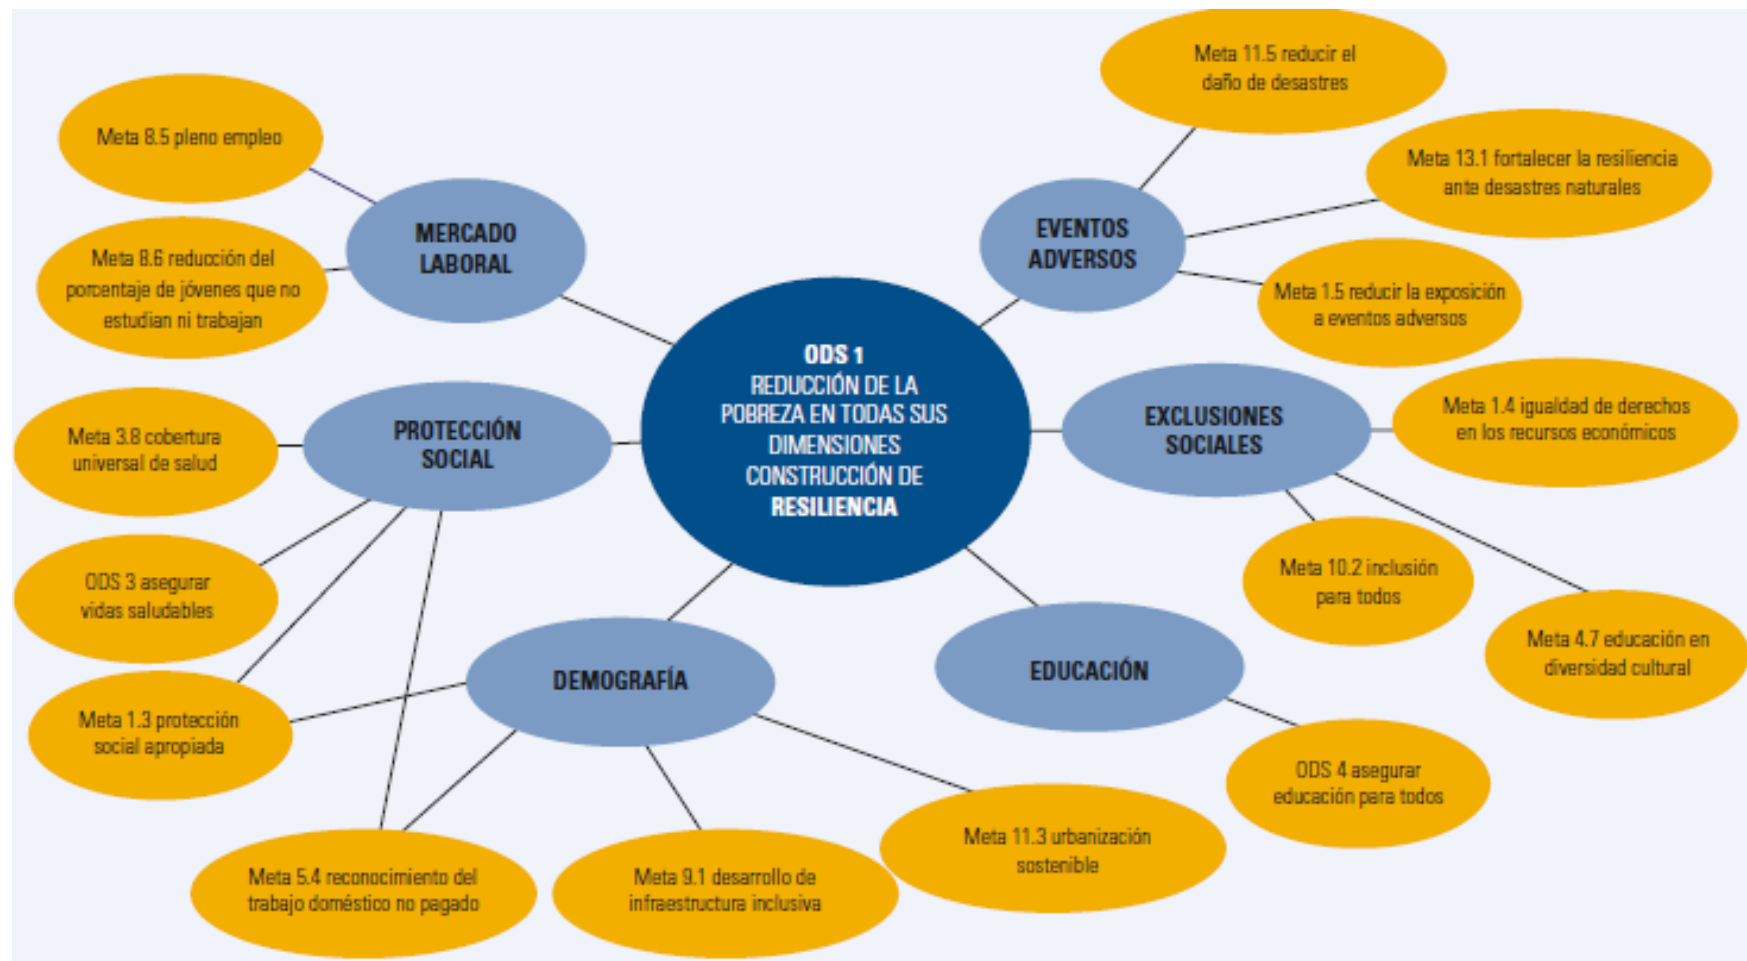 Meta 11.5 reducir el
daño de desastres
Meta 8.5 pleno empleo
Meta 13.1 fortalecer la resiliencia
ante desastres naturales
MERCADO
LABORAL
EVENTOS
ADVERSOS
Meta 8.6 reducción del
porcentaje de jóvenes que no
estudian ni trabajan
Meta 1.5 reducir la exposición
a eventos adversos
ODS 1
REDUCCIÓN DE LA
POBREZA EN TODAS SUS
DIMENSIONES
CONSTRUCCIÓN DE
RESILIENCIA
Meta 3.8 cobertura
universal de salud
PROTECCIÓN
SOCIAL
EXCLUSIONES
SOCIALES
Meta 1.4 igualdad de derechos
en los recursos económicos
ODS 3 asegurar
vidas saludables
Meta 10.2 inclusión
para todos
Meta 4.7 educación en
diversidad cultural
Meta 1.3 protección
social apropiada
DEMOGRAFÍA
EDUCACIÓN
ODS 4 asegurar
educación para todos
Meta 5.4 reconocimiento del
trabajo doméstico no pagado
Meta 9.1 desarrollo de
infraestructura inclusiva
Meta 11.3 urbanización
sostenible